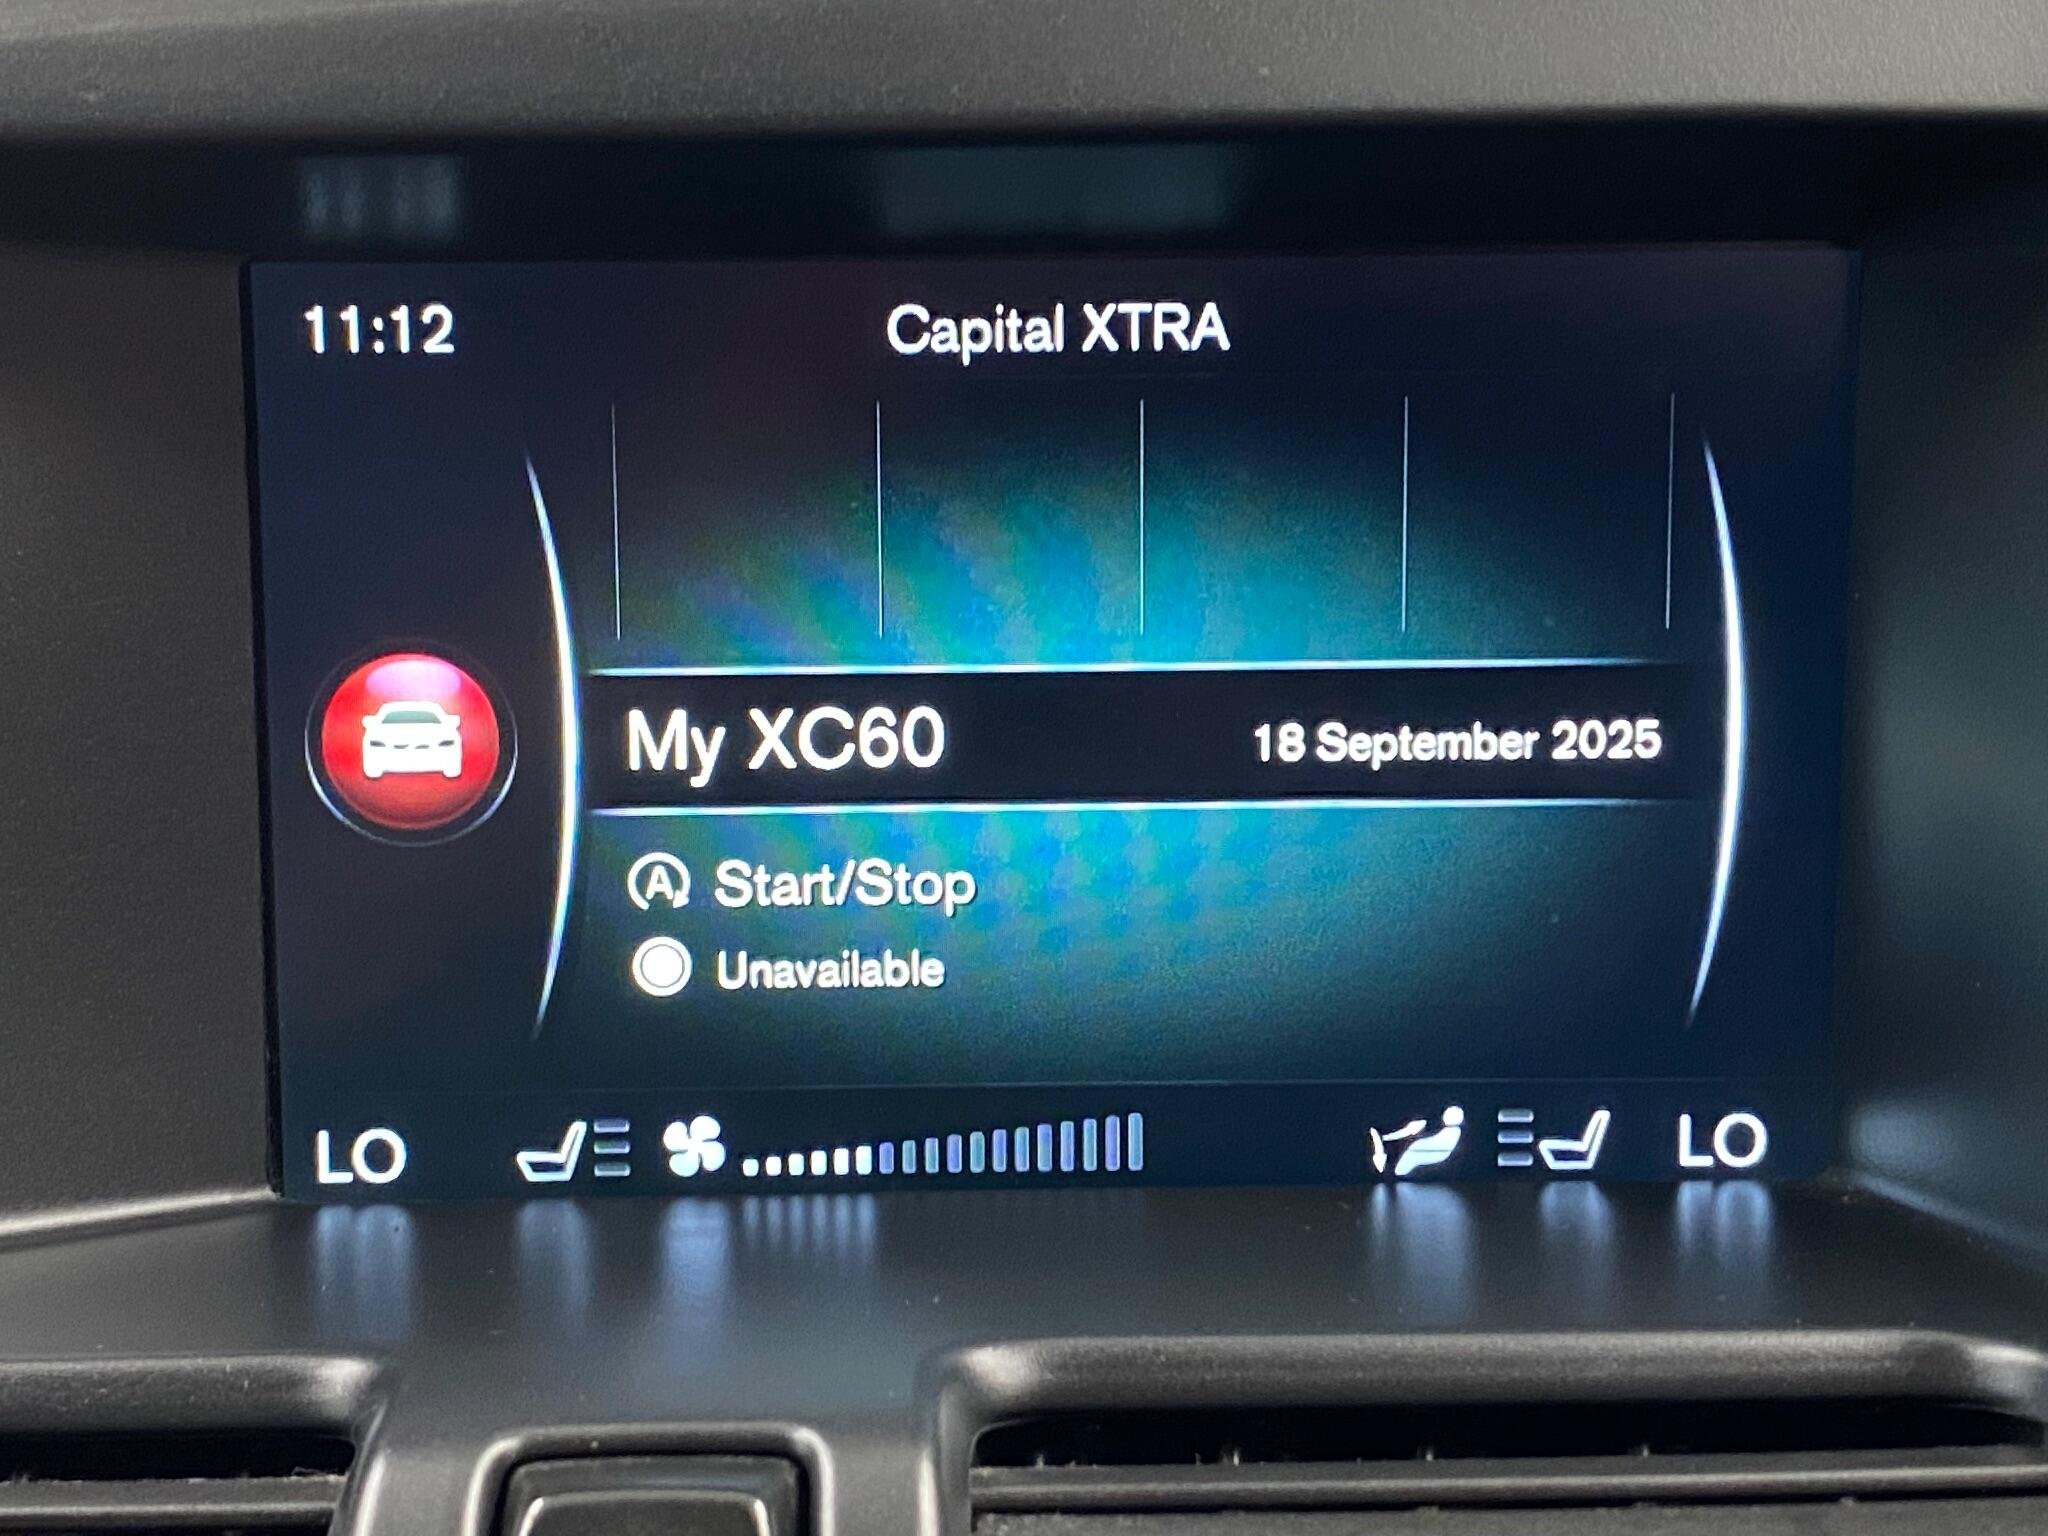 11:12
Capital XTRA
My XC60
18 September 2025
A Start/Stop
Unavailable
LO
LO